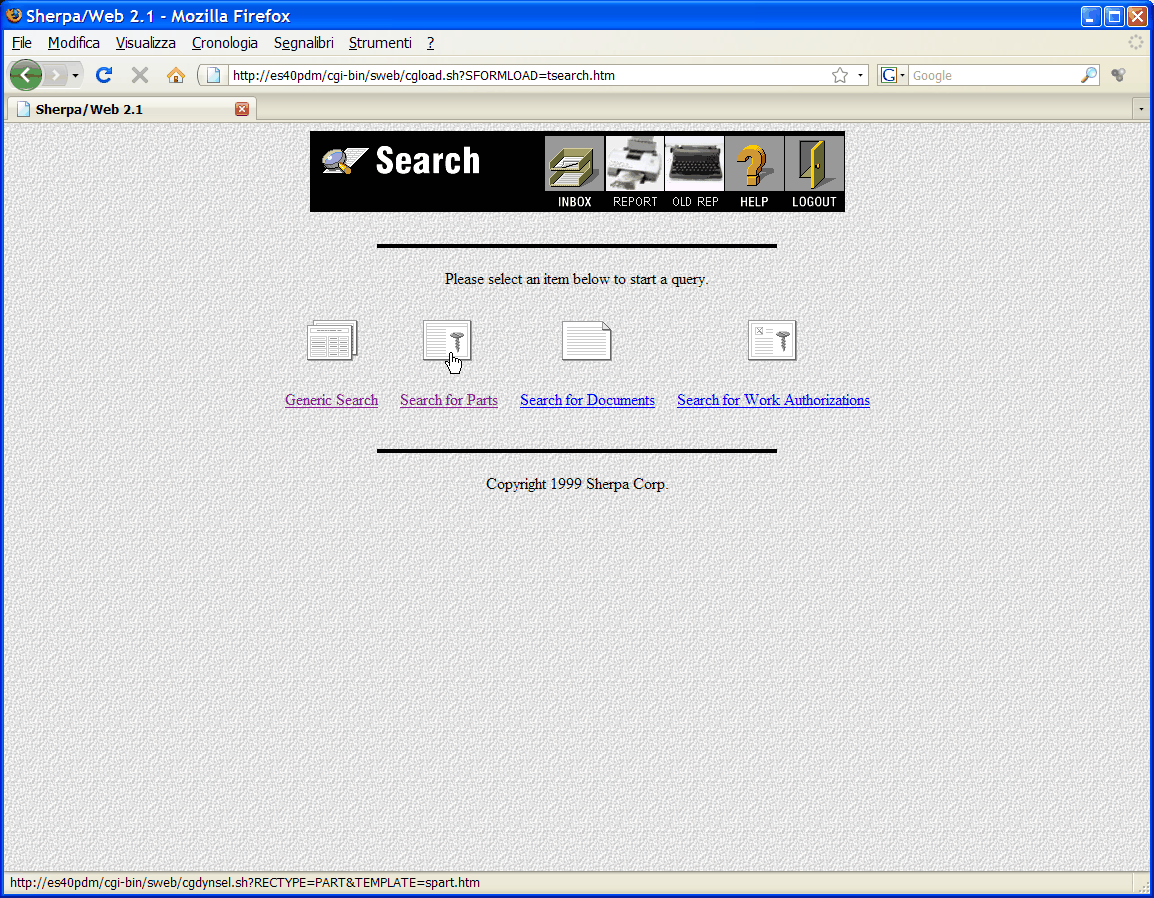 Sherpa/Web 2.1 - Mozilla Firefox
File Modifica Visualizza Cronologia Segnalibri Strumenti ?
http://es40pdm/cgi-bin/sweb/cgload.sh?SFORMLOAD=tsearch.htm
G Google
Sherpa/Web 2.1
Search
INBOX REPORT OLD REP HELP LOGOUT
Please select an item below to start a query.
Generic Search Search for Parts Search for Documents Search for Work Authorizations
Copyright 1999 Sherpa Corp.
http://es40pdm/cgi-bin/sweb/cgdynsel.sh?RECTYPE=PART&TEMPLATE=spart.htm